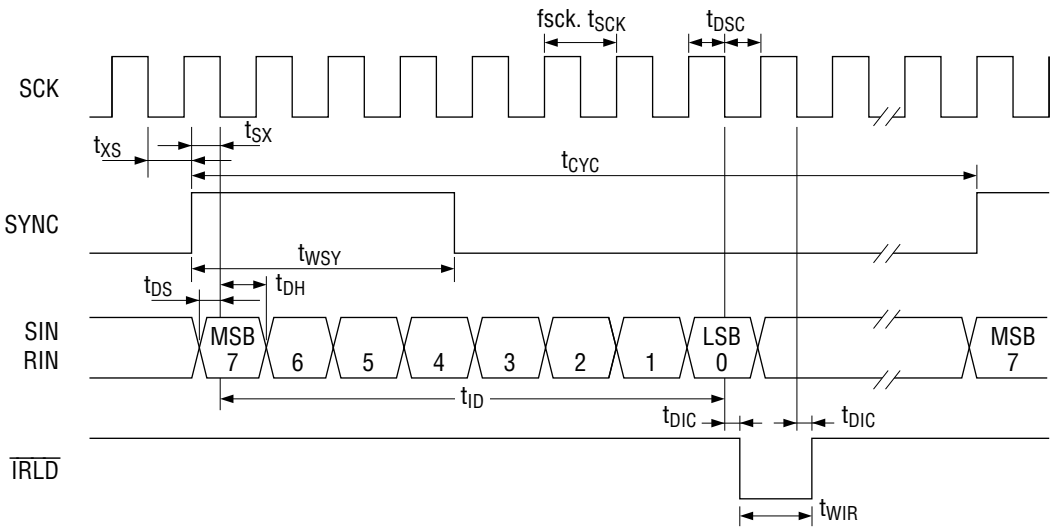 fsck. tSCK
tDSC
SCK
tSX
tXS
tCYC
SYNC
tWSY
tDS
tDH
SIN
RIN
MSB
7
6
5
4
3
2
1
LSB
0
MSB
7
tID
tDIC
tDIC
IRLD
tWIR